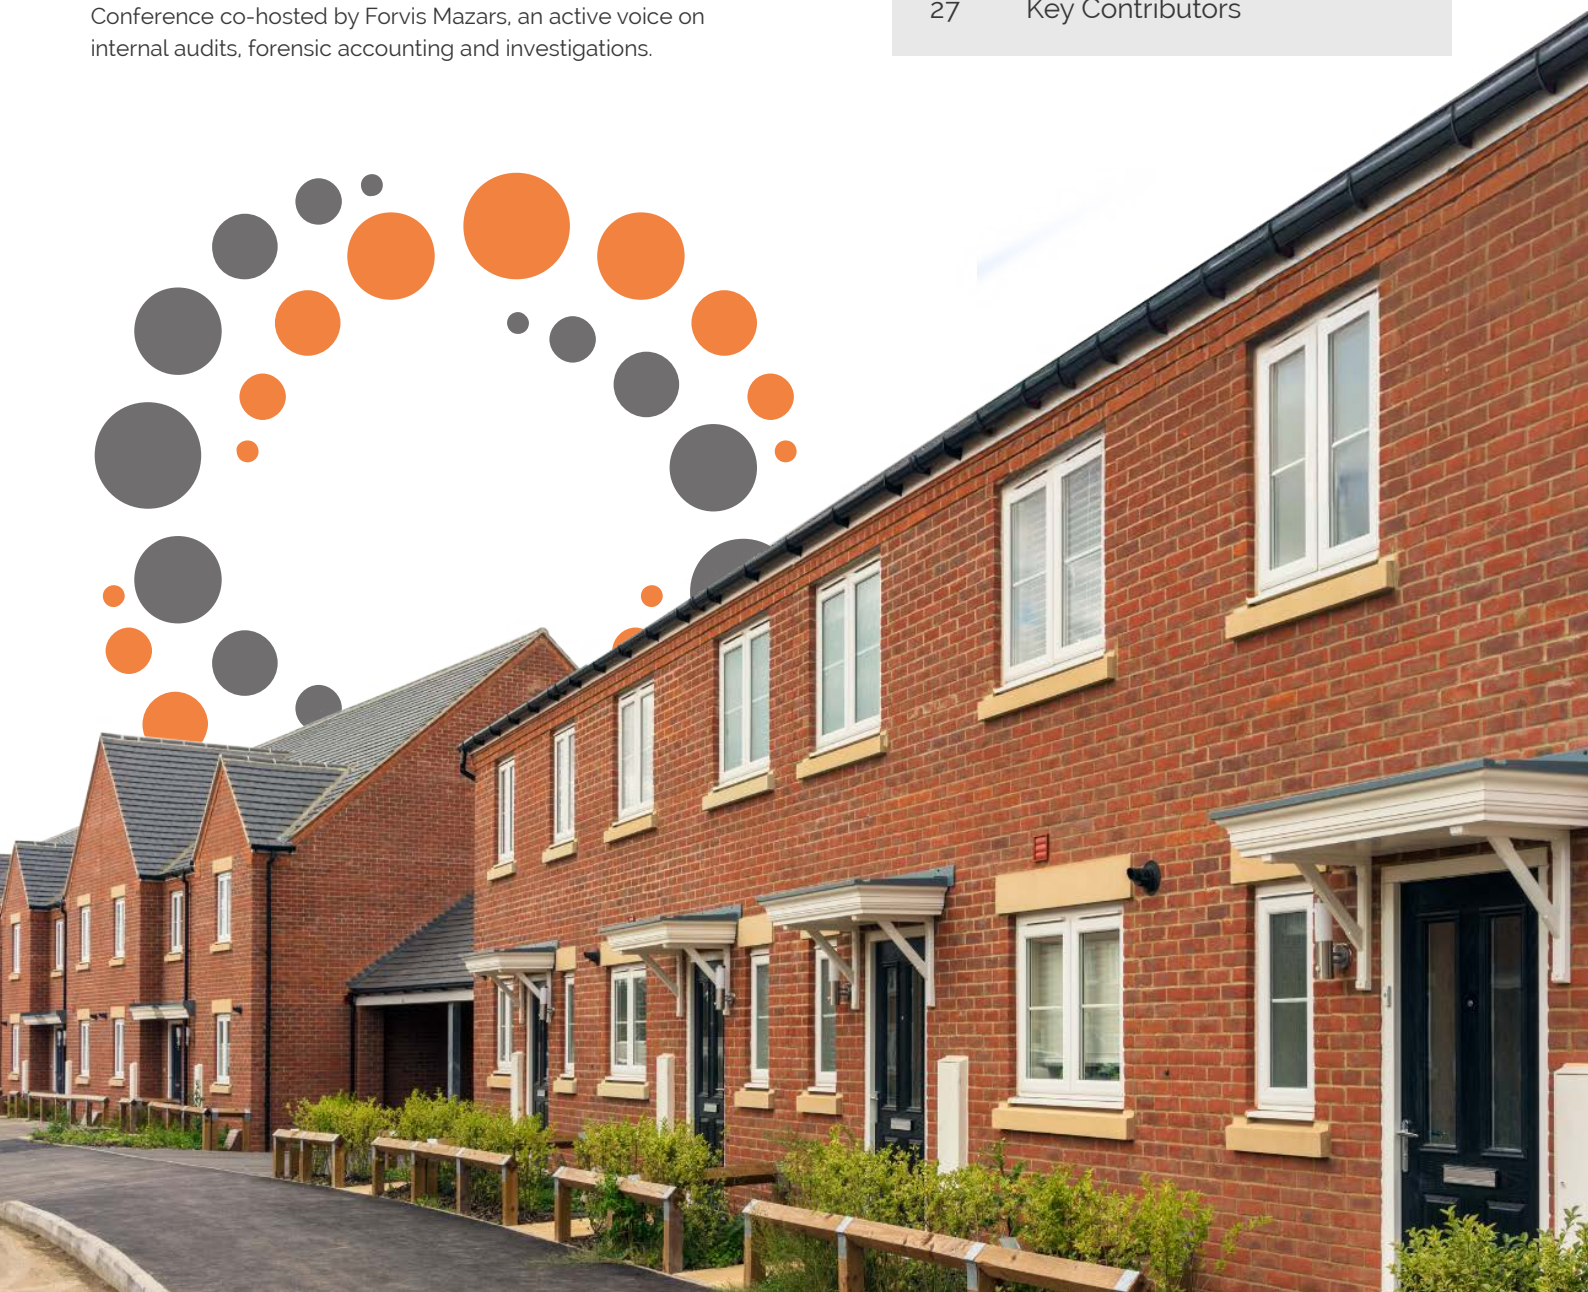 Conference co-hosted by Forvis Mazars, an active voice on
internal audits, forensic accounting and investigations.
27 Key Contributors